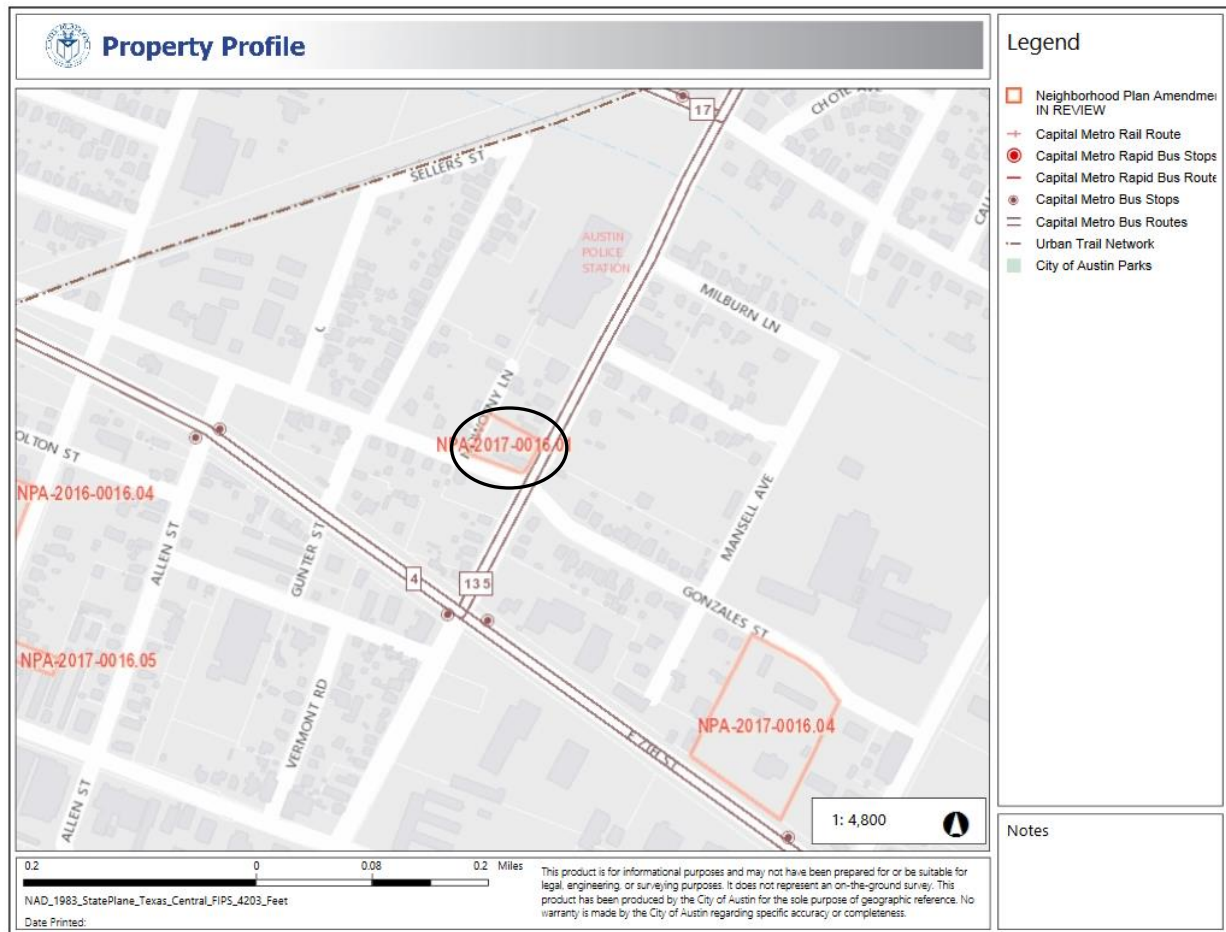 Property Profile
Legend
Neighborhood Plan Amendmen
IN REVIEW
Capital Metro Rail Route
Capital Metro Rapid Bus Stops
Capital Metro Rapid Bus Route
Capital Metro Bus Stops
Capital Metro Bus Routes
Urban Trail Network
City of Austin Parks
17
CHOTE AVE
SELLERS ST
AUSTIN
POLICE
STATION
MILBURN LN
NPA-2017-0016.01
OLTON ST
NPA-2016-0016.04
ALLEN ST
GUNTER ST
MANSELL AVE
4
135
GONZALES ST
NPA-2017-0016.05
VERMONT RD
NPA-2017-0016.04
E 7TH ST
ALLEN ST
1: 4,800
Notes
0.2 0 0.08 0.2 Miles
NAD_1983_StatePlane_Texas_Central_FIPS_4203_Feet
Date Printed:
This product is for informational purposes and may not have been prepared for or be suitable for
legal, engineering, or surveying purposes. It does not represent an on-the-ground survey. This
product has been produced by the City of Austin for the sole purpose of geographic reference. No
warranty is made by the City of Austin regarding specific accuracy or completeness.